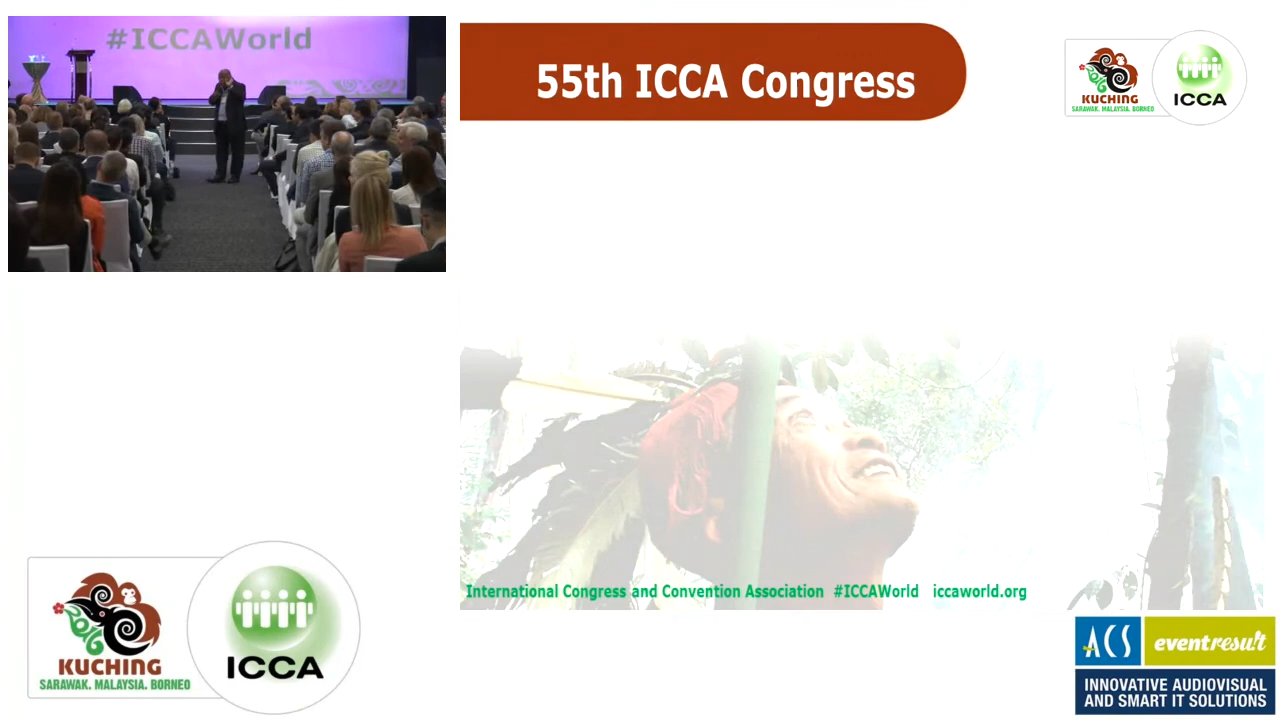 #ICCAWorld
55th ICCA Congress
KUCHING
SARAWAK. MALAYSIA. BORNEO
ICCA
International Congress and Convention Association #ICCAWorld iccaworld.org
2016
KUCHING
SARAWAK. MALAYSIA. BORNEO
ICCA
ACS
eventresult
INNOVATIVE AUDIOVISUAL
AND SMART IT SOLUTIONS